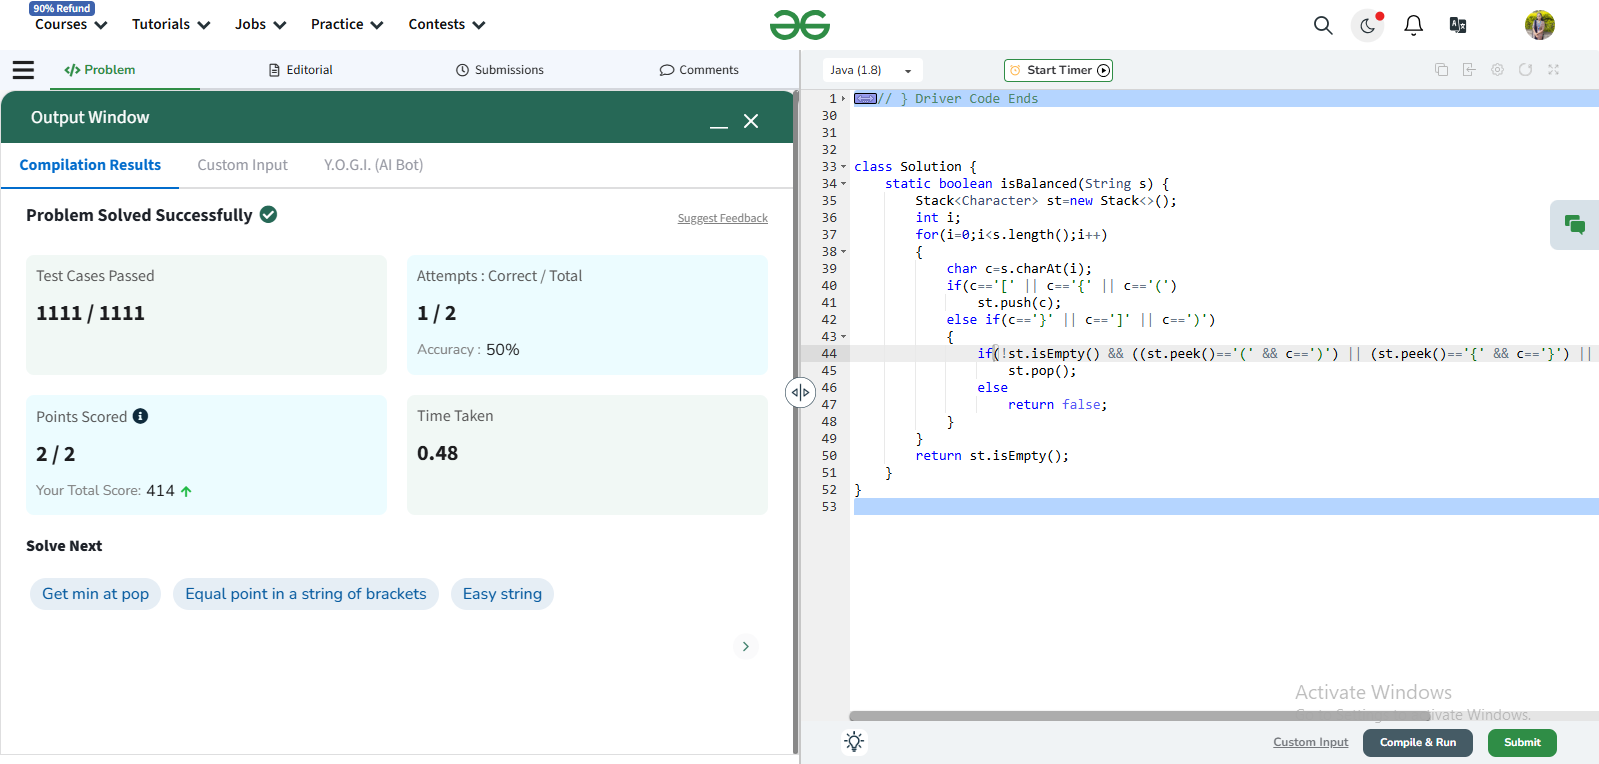 90% Refund
Courses Tutorials Jobs Practice Contests
Problem Editorial Submissions Comments
Output Window
Compilation Results Custom Input Y.O.G.I. (AI Bot)
Problem Solved Successfully
Suggest Feedback
Test Cases Passed
1111 / 1111
Attempts : Correct / Total
1 / 2
Accuracy : 50%
Points Scored
2 / 2
Your Total Score: 414
Time Taken
0.48
Solve Next
Get min at pop Equal point in a string of brackets Easy string
Java (1.8) Start Timer
1 // } Driver Code Ends
30
31
32
33 class Solution {
34 static boolean isBalanced(String s) {
35 Stack<Character> st=new Stack<>();
36 int i;
37 for(i=0;i<s.length();i++)
38 {
39 char c=s.charAt(i);
40 if(c=='[' || c=='{' || c=='(')
41 st.push(c);
42 else if(c=='}' || c==']' || c==')')
43 {
44 if(!st.isEmpty() && ((st.peek()=='(' && c==')') || (st.peek()=='{' && c=='}') ||
45 st.pop();
46 else
47 return false;
48 }
49 }
50 return st.isEmpty();
51 }
52 }
53
Activate Windows
Go to Settings to activate Windows.
Custom Input Compile & Run Submit